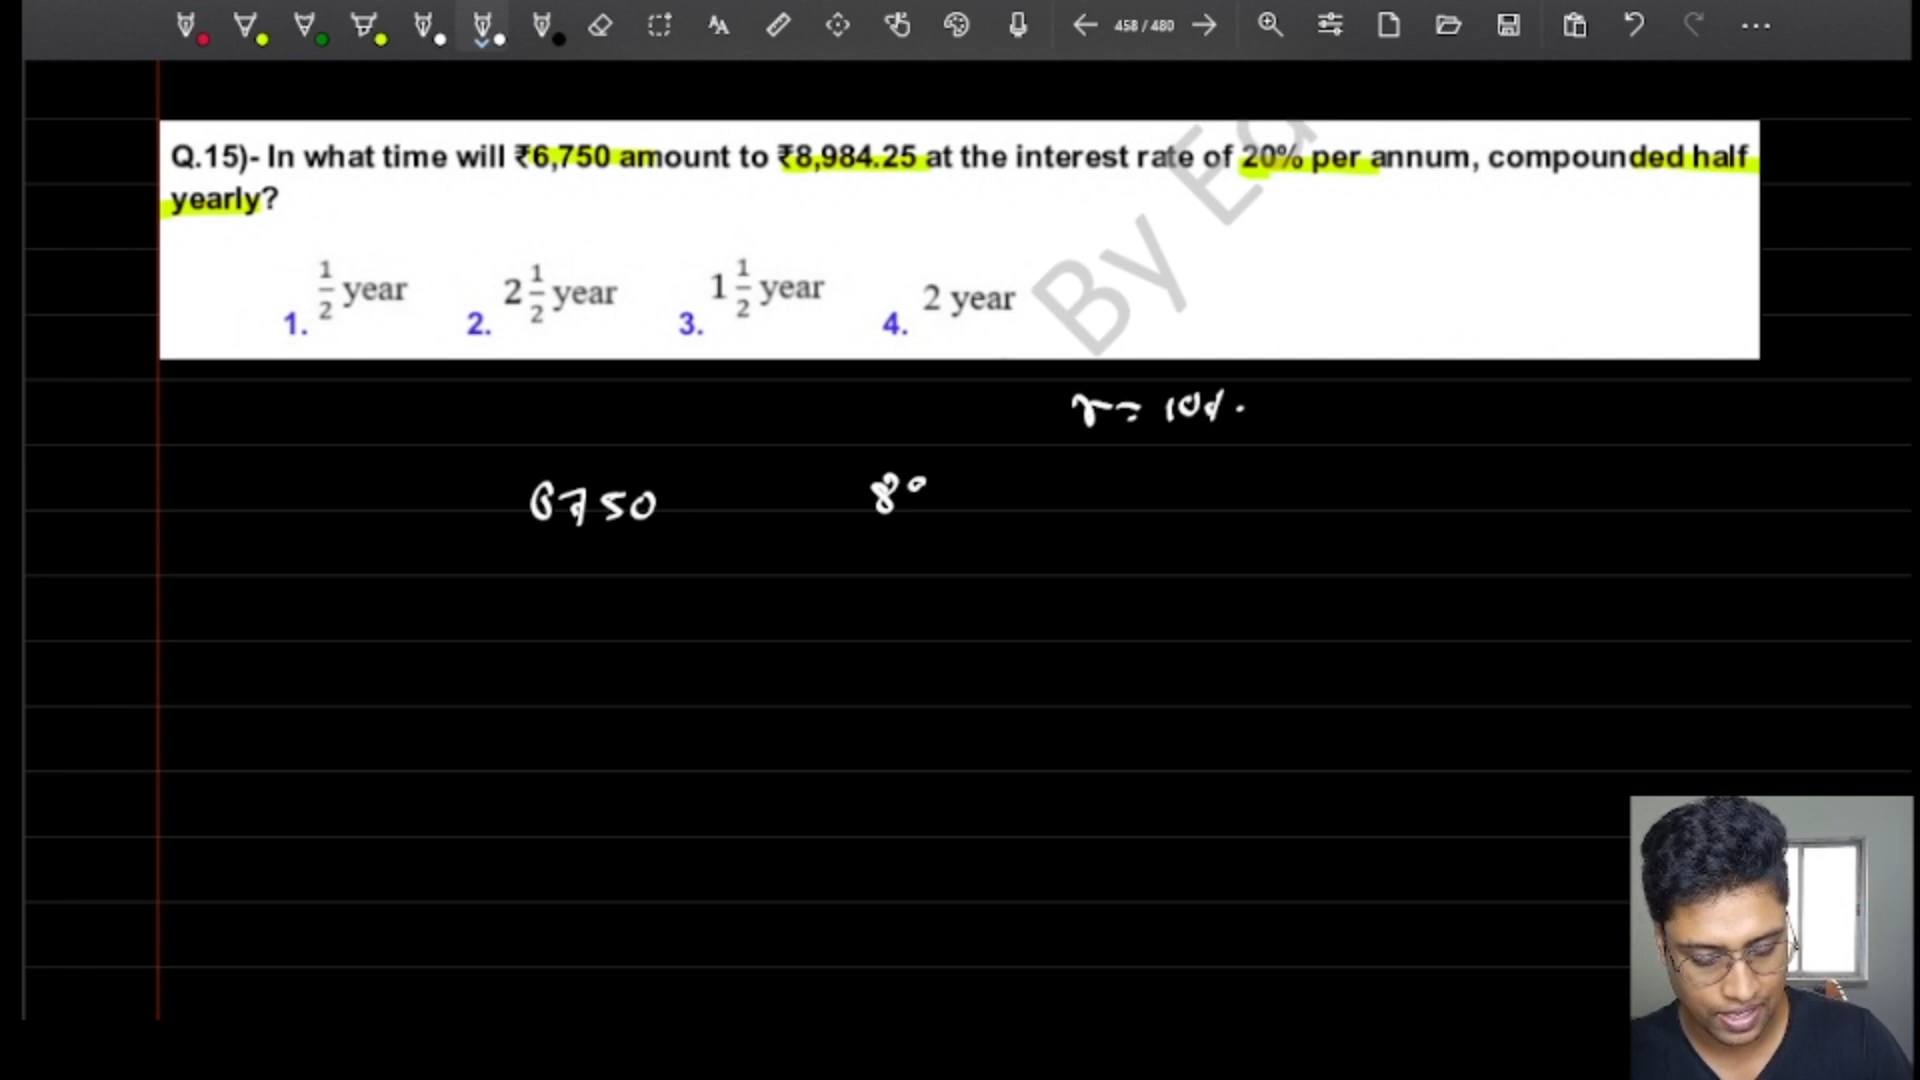 458 / 480
Q.15)- In what time will ₹6,750 amount to ₹8,984.25 at the interest rate of 20% per annum, compounded half
yearly?
1. 1/2 year 2. 2 1/2 year 3. 1 1/2 year 4. 2 year
By Ed
r = 10%.
6750 80